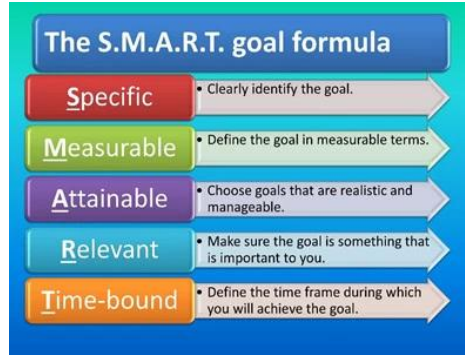 The S.M.A.R.T. goal formula
Specific
• Clearly identify the goal.
Measurable
• Define the goal in measurable terms.
Attainable
• Choose goals that are realistic and
manageable.
Relevant
• Make sure the goal is something that
is important to you.
Time-bound
• Define the time frame during which
you will achieve the goal.